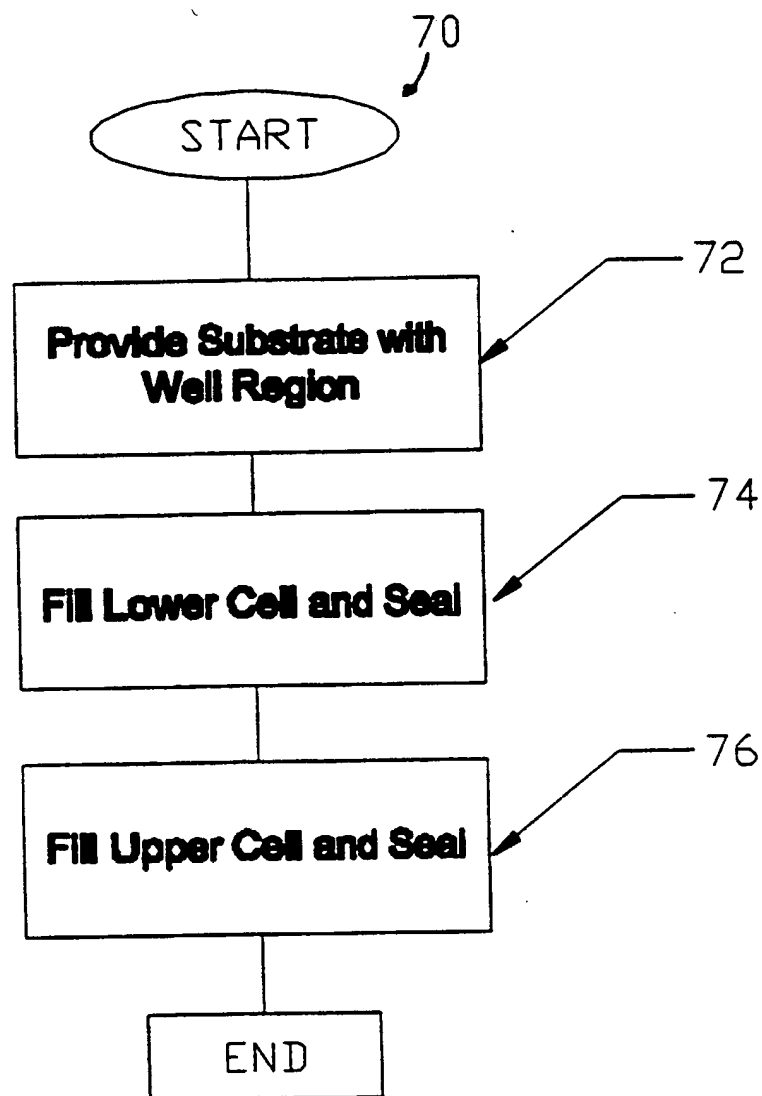 70
START
72
Provide Substrate with
Well Region
74
Fill Lower Cell and Seal
76
Fill Upper Cell and Seal
END